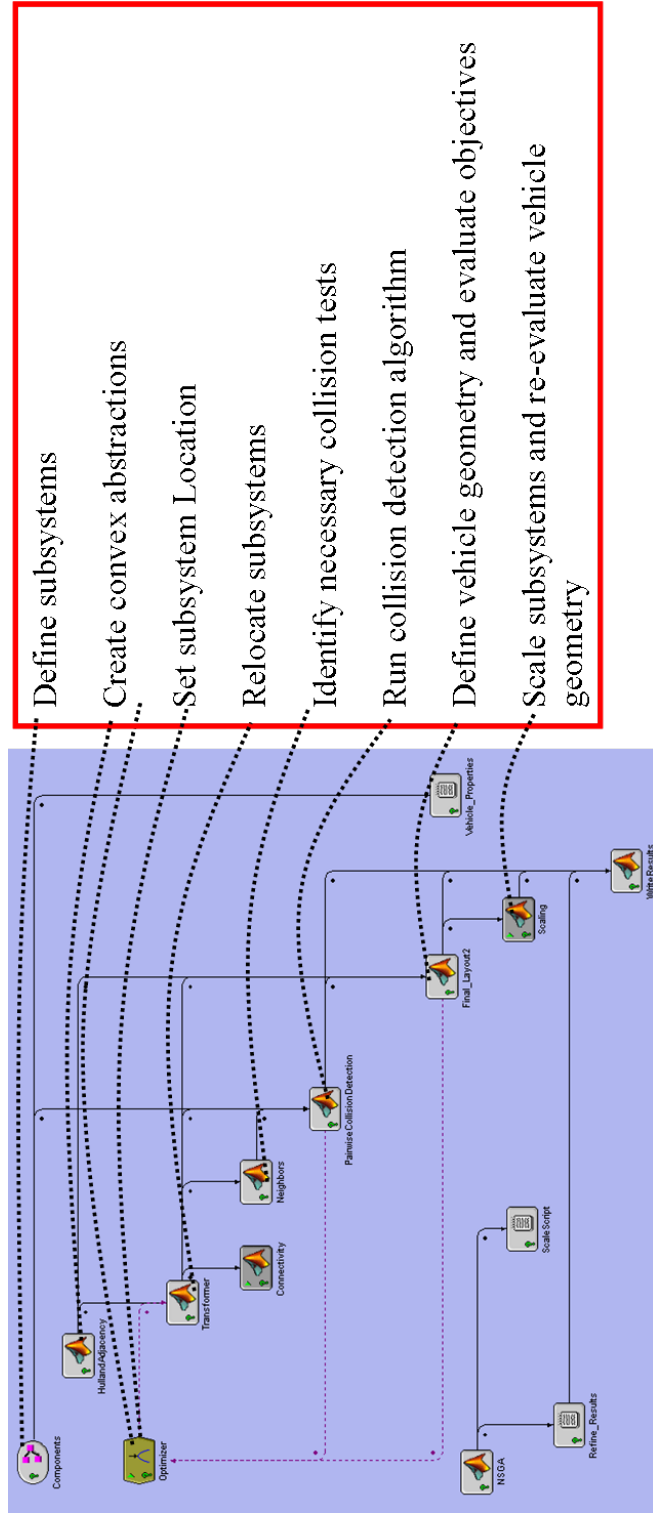 Define subsystems
Create convex abstractions
Set subsystem Location
Relocate subsystems
Identify necessary collision tests
Run collision detection algorithm
Define vehicle geometry and evaluate objectives
Scale subsystems and re-evaluate vehicle
geometry
Components
HullandAdjacency
Optimizer
Transformer
Connectivity
Neighbors
PairwiseCollisionDetection
Final_Layout2
Vehicle_Properties
Scaling
WriteResults
NSGA
ScaleScript
Refine_Results